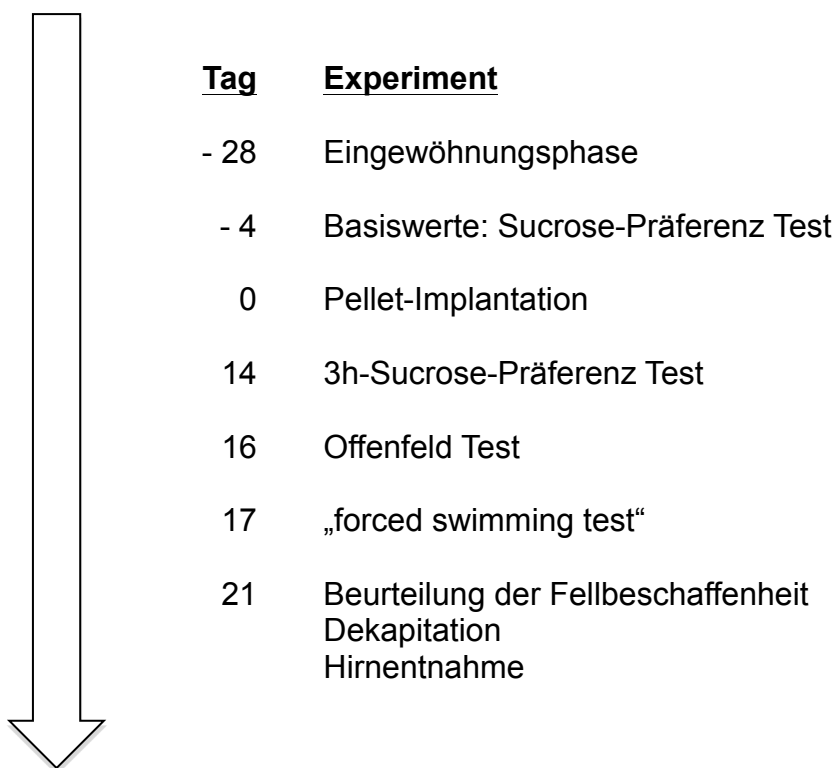 Tag Experiment
- 28 Eingewöhnungsphase
- 4 Basiswerte: Sucrose-Präferenz Test
0 Pellet-Implantation
14 3h-Sucrose-Präferenz Test
16 Offenfeld Test
17 „forced swimming test“
21 Beurteilung der Fellbeschaffenheit
Dekapitation
Hirnentnahme